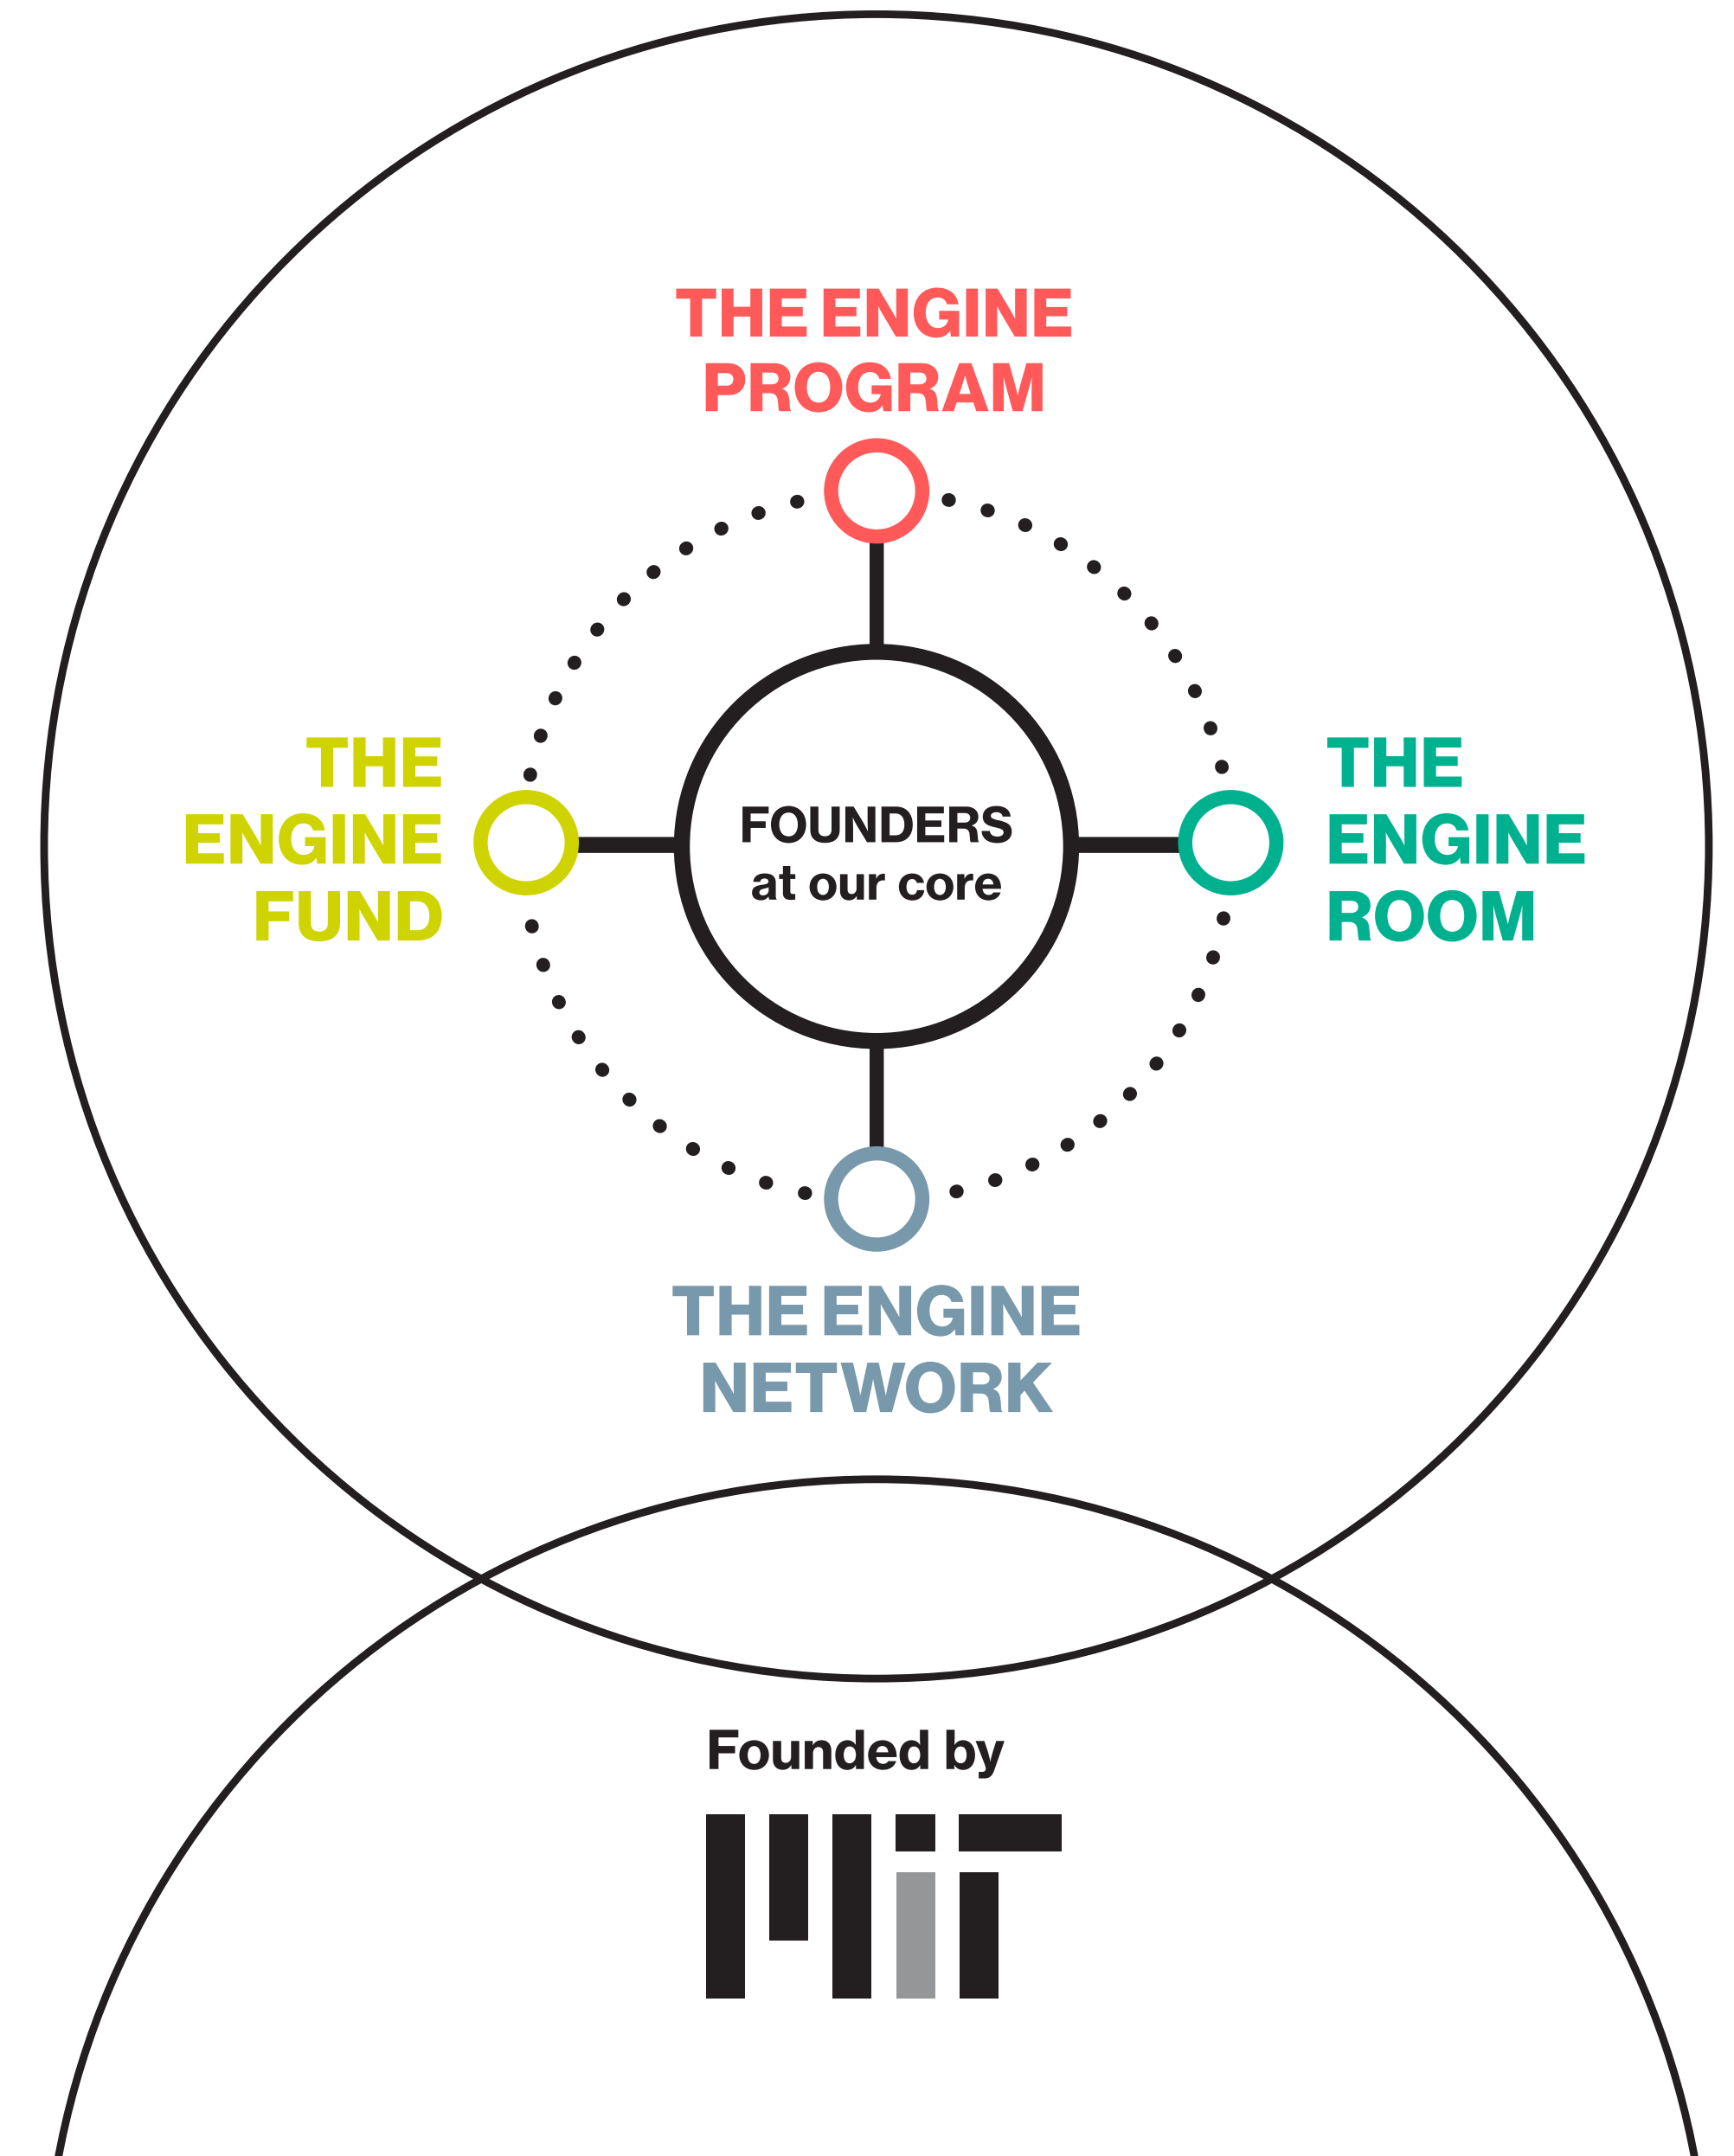 THE ENGINE
PROGRAM
THE
ENGINE
FUND
FOUNDERS
at our core
THE
ENGINE
ROOM
THE ENGINE
NETWORK
Founded by
MIT